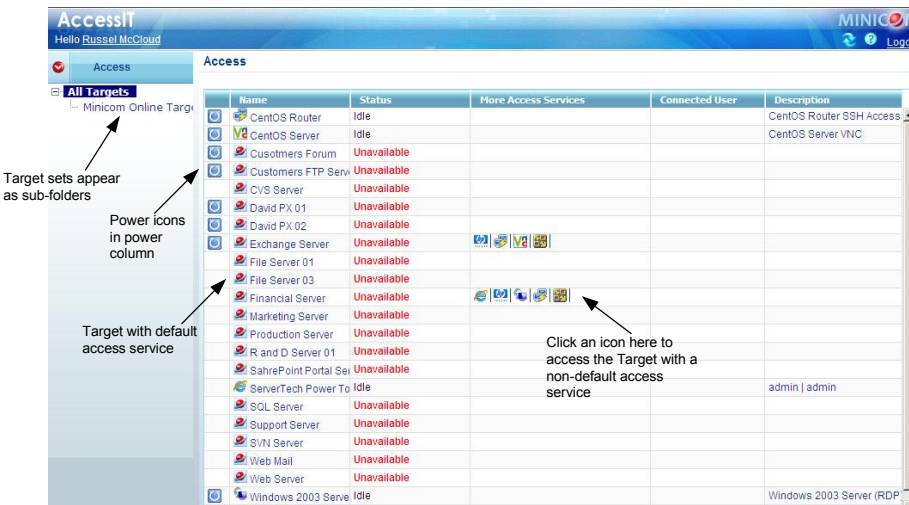 AccessIT
MINICO
Hello Russel McCloud
Access
Access
All Targets
Minicom Online Targe
Name Status More Access Services Connected User Description
CentOS Router Idle CentOS Router SSH Access
CentOS Server Idle CentOS Server VNC
Cusotmers Forum Unavailable
Customers FTP Serv Unavailable
CVS Server Unavailable
David PX 01 Unavailable
David PX 02 Unavailable
Exchange Server Unavailable
File Server 01 Unavailable
File Server 03 Unavailable
Financial Server Unavailable
Marketing Server Unavailable
Production Server Unavailable
R and D Server 01 Unavailable
SahrePoint Portal Ser Unavailable
ServerTech Power To Idle admin | admin
SQL Server Unavailable
Support Server Unavailable
SVN Server Unavailable
Web Mail Unavailable
Web Server Unavailable
Windows 2003 Serve Idle Windows 2003 Server (RDP
Target sets appear
as sub-folders
Power icons
in power
column
Target with default
access service
Click an icon here to
access the Target with a
non-default access
service